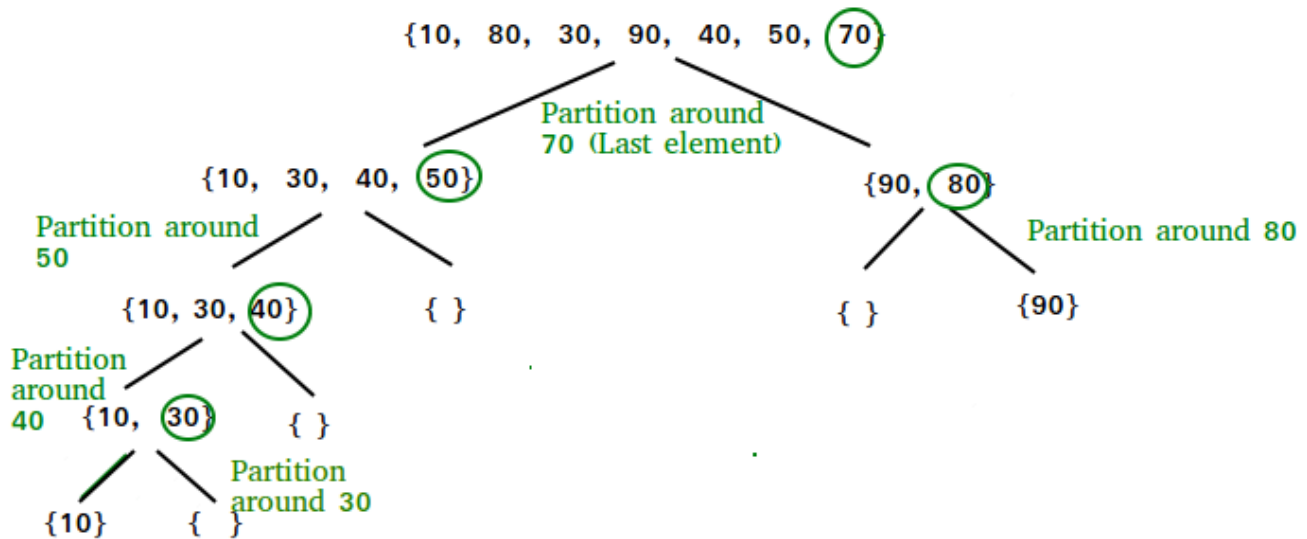 {10, 80, 30, 90, 40, 50, 70}
Partition around
70 (Last element)
{10, 30, 40, 50}
{90, 80}
Partition around
50
Partition around 80
{10, 30, 40}
{ }
{ }
{90}
Partition
around
40
{10, 30}
{ }
Partition
around 30
{10}
{ }